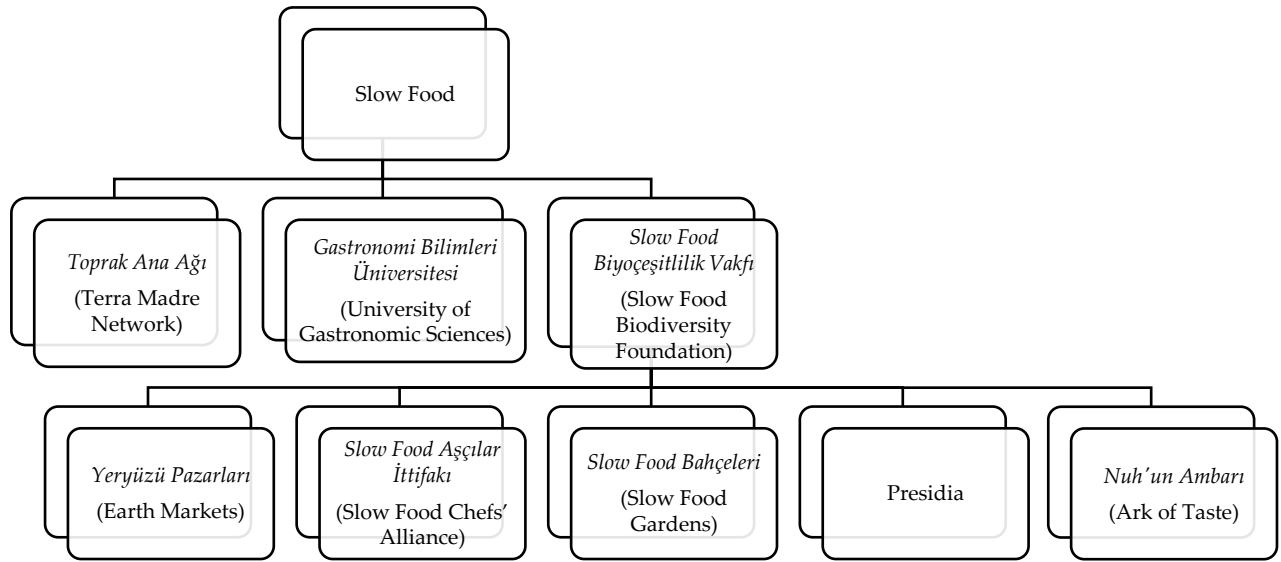 Slow Food
Toprak Ana Ağı
(Terra Madre
Network)
Gastronomi Bilimleri
Üniversitesi
(University of
Gastronomic Sciences)
Slow Food
Biyoçeşitlilik Vakfı
(Slow Food
Biodiversity
Foundation)
Yeryüzü Pazarları
(Earth Markets)
Slow Food Aşçılar
İttifakı
(Slow Food Chefs’
Alliance)
Slow Food Bahçeleri
(Slow Food
Gardens)
Presidia
Nuh'un Ambarı
(Ark of Taste)